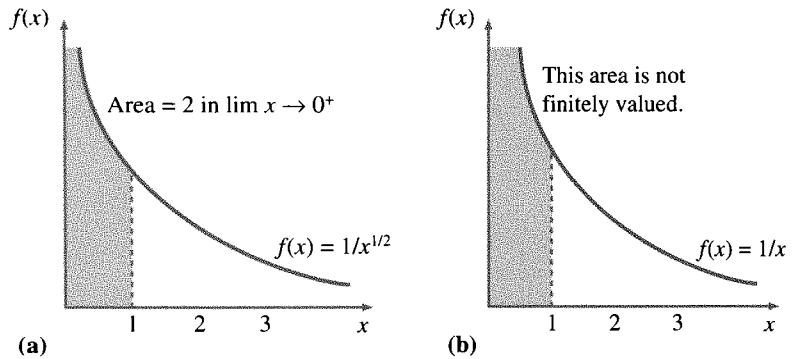 f(x)
Area = 2 in lim x → 0⁺
f(x) = 1/x^{1/2}
1 2 3 x
(a)
f(x)
This area is not
finitely valued.
f(x) = 1/x
1 2 3 x
(b)